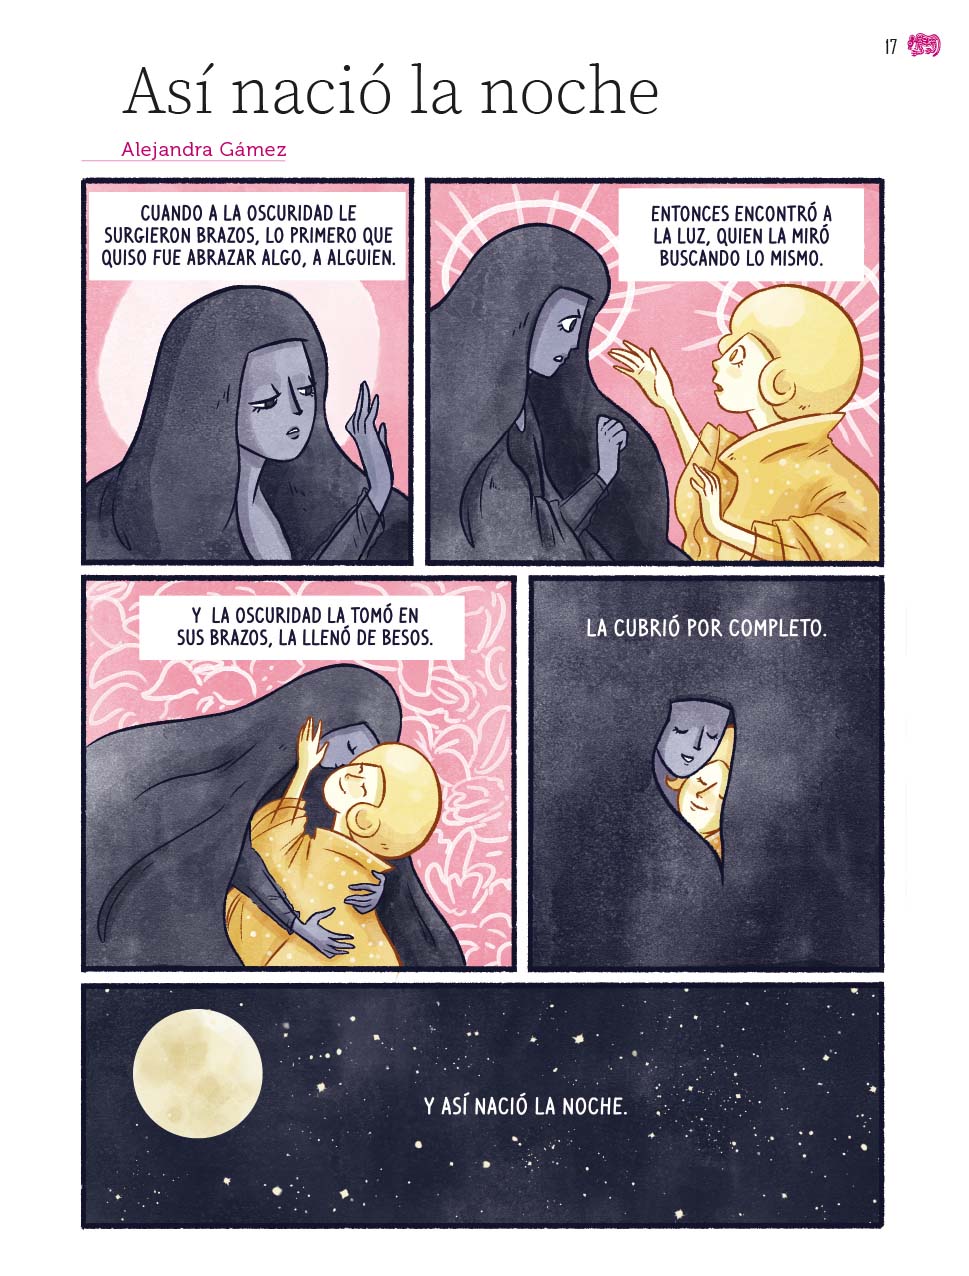 17
Así nació la noche
Alejandra Gámez
CUANDO A LA OSCURIDAD LE
SURGIERON BRAZOS, LO PRIMERO QUE
QUISO FUE ABRAZAR ALGO, A ALGUIEN.
ENTONCES ENCONTRÓ A
LA LUZ, QUIEN LA MIRÓ
BUSCANDO LO MISMO.
Y LA OSCURIDAD LA TOMÓ EN
SUS BRAZOS, LA LLENÓ DE BESOS.
LA CUBRIÓ POR COMPLETO.
Y ASÍ NACIÓ LA NOCHE.